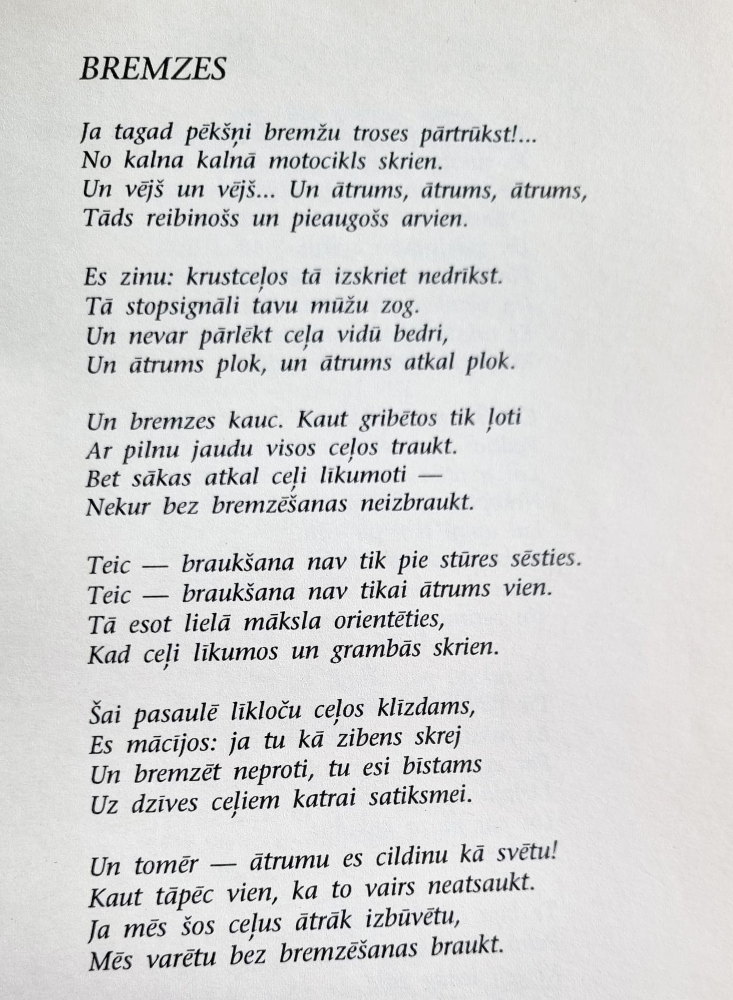 BREMZES
Ja tagad pēkšņi bremžu troses pārtrūkst!...
No kalna kalnā motocikls skrien.
Un vējš un vējš... Un ātrums, ātrums, ātrums,
Tāds reibinošs un pieaugošs arvien.
Es zinu: krustceļos tā izskriet nedrīkst.
Tā stopsignāli tavu mūžu zog.
Un nevar pārlēkt ceļa vidū bedri,
Un ātrums plok, un ātrums atkal plok.
Un bremzes kauc. Kaut gribētos tik ļoti
Ar pilnu jaudu visos ceļos traukt.
Bet sākas atkal ceļi līkumoti —
Nekur bez bremzēšanas neizbraukt.
Teic — braukšana nav tik pie stūres sēsties.
Teic — braukšana nav tikai ātrums vien.
Tā esot lielā māksla orientēties,
Kad ceļi līkumos un grambās skrien.
Šai pasaulē līkloču ceļos klīzdams,
Es mācījos: ja tu kā zibens skrej
Un bremzēt neproti, tu esi bīstams
Uz dzīves ceļiem katrai satiksmei.
Un tomēr — ātrumu es cildinu kā svētu!
Kaut tāpēc vien, ka to vairs neatsaukt.
Ja mēs šos ceļus ātrāk izbūvētu,
Mēs varētu bez bremzēšanas braukt.